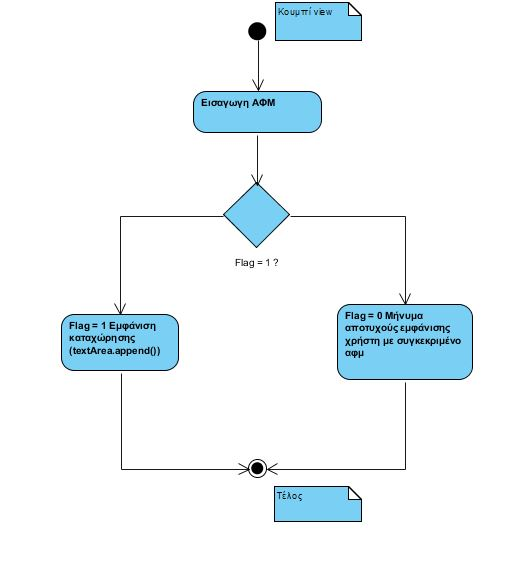 Κουμπί view
Εισαγωγη ΑΦΜ
Flag = 1 ?
Flag = 1 Εμφάνιση
καταχώρησης
(textArea.append())
Flag = 0 Μήνυμα
αποτυχούς εμφάνισης
χρήστη με συγκεκριμένο
αφμ
Τέλος